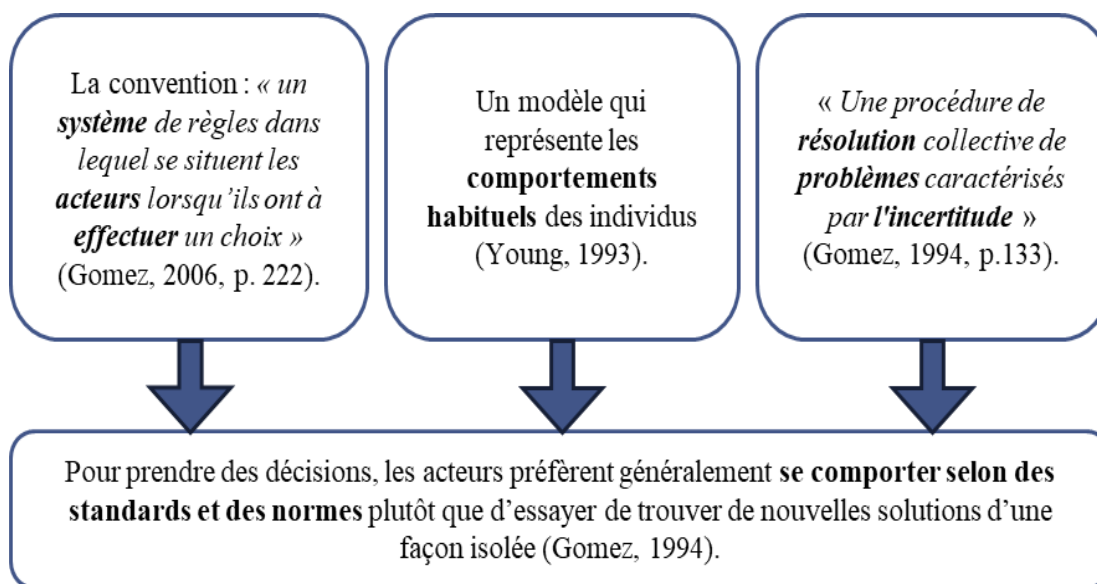 La convention : « un
système de règles dans
lequel se situent les
acteurs lorsqu'ils ont à
effectuer un choix »
(Gomez, 2006, p. 222).
Un modèle qui
représente les
comportements
habituels des individus
(Young, 1993).
« Une procédure de
résolution collective de
problèmes caractérisés
par l'incertitude »
(Gomez, 1994, p.133).
Pour prendre des décisions, les acteurs préfèrent généralement se comporter selon des
standards et des normes plutôt que d'essayer de trouver de nouvelles solutions d'une
façon isolée (Gomez, 1994).